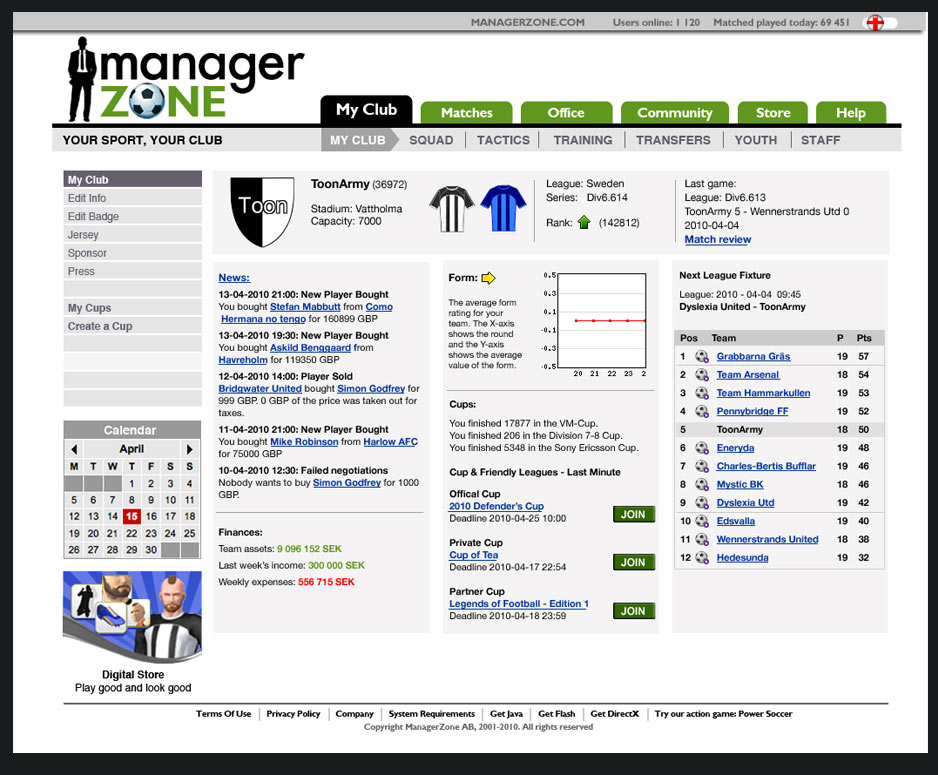 MANAGERZONE.COM Users online: 1 120 Matched played today: 69 451
manager
ZONE
My Club Matches Office Community Store Help
YOUR SPORT, YOUR CLUB
MY CLUB SQUAD TACTICS TRAINING TRANSFERS YOUTH STAFF
My Club
Edit Info
Edit Badge
Jersey
Sponsor
Press
My Cups
Create a Cup
Calendar
April
M T W T F S S
1 2 3 4
5 6 7 8 9 10 11
12 13 14 15 16 17 18
19 20 21 22 23 24 25
26 27 28 29 30
Digital Store
Play good and look good
Toon
ToonArmy (36972)
Stadium: Vattholma
Capacity: 7000
League: Sweden
Series: Div6.614
Rank: (142812)
Last game:
League: Div6.613
ToonArmy 5 - Wennerstrands Utd 0
2010-04-04
Match review
News:
13-04-2010 21:00: New Player Bought
You bought Stefan Mabbutt from Como
Hermana no tengo for 160899 GBP
13-04-2010 19:30: New Player Bought
You bought Askild Benggaard from
Havreholm for 119350 GBP
12-04-2010 14:00: Player Sold
Bridgwater United bought Simon Godfrey for
999 GBP. 0 GBP of the price was taken out for
taxes.
11-04-2010 21:00: New Player Bought
You bought Mike Robinson from Harlow AFC
for 75000 GBP
10-04-2010 12:30: Failed negotiations
Nobody wants to buy Simon Godfrey for 1000
GBP.
Finances:
Team assets: 9 096 152 SEK
Last week's income: 300 000 SEK
Weekly expenses: 556 715 SEK
Form:
The average form
rating for your
team. The X-axis
shows the round
and the Y-axis
shows the average
value of the form.
0.5
0.3
0.1
-0.1
-0.3
-0.5
20 21 22 23 2
Cups:
You finished 17877 in the VM-Cup.
You finished 206 in the Division 7-8 Cup.
You finished 5348 in the Sony Ericsson Cup.
Cup & Friendly Leagues - Last Minute
Offical Cup
2010 Defender's Cup
Deadline 2010-04-25 10:00
JOIN
Private Cup
Cup of Tea
Deadline 2010-04-17 22:54
JOIN
Partner Cup
Legends of Football - Edition 1
Deadline 2010-04-18 23:59
JOIN
Next League Fixture
League: 2010 - 04-04 09:45
Dyslexia United - ToonArmy
Pos Team P Pts
1 Grabbarna Gräs 19 57
2 Team Arsenal 18 54
3 Team Hammarkullen 19 53
4 Pennybridge FF 19 52
5 ToonArmy 18 50
6 Eneryda 19 48
7 Charles-Bertis Bufflar 19 46
8 Mystic BK 18 46
9 Dyslexia Utd 19 42
10 Edsvalla 19 40
11 Wennerstrands United 18 38
12 Hedesunda 19 32
Terms Of Use Privacy Policy Company System Requirements Get Java Get Flash Get DirectX Try our action game: Power Soccer
Copyright ManagerZone AB, 2001-2010. All rights reserved